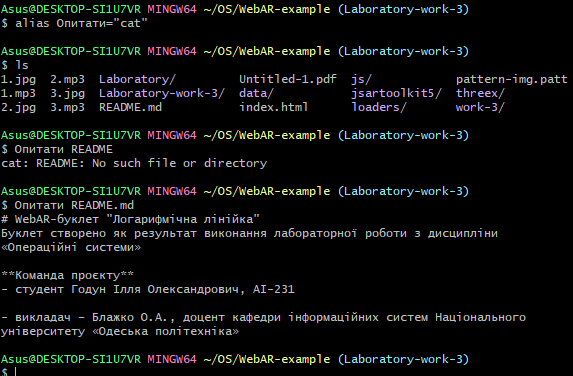 Asus@DESKTOP-SI1U7VR MINGW64 ~/OS/WebAR-example (Laboratory-work-3)
$ alias Опитати="cat"
Asus@DESKTOP-SI1U7VR MINGW64 ~/OS/WebAR-example (Laboratory-work-3)
$ ls
1.jpg  2.mp3  Laboratory/         Untitled-1.pdf  js/           pattern-img.patt
1.mp3  3.jpg  Laboratory-work-3/  data/           jsartoolkit5/  threex/
2.jpg  3.mp3  README.md           index.html      loaders/      work-3/
Asus@DESKTOP-SI1U7VR MINGW64 ~/OS/WebAR-example (Laboratory-work-3)
$ Опитати README
cat: README: No such file or directory
Asus@DESKTOP-SI1U7VR MINGW64 ~/OS/WebAR-example (Laboratory-work-3)
$ Опитати README.md
# WebAR-буклет "Логарифмічна лінійка"
Буклет створено як результат виконання лабораторної роботи з дисципліни
«Операційні системи»
**Команда проєкту**
- студент Годун Ілля Олександрович, АІ-231
- викладач – Блажко О.А., доцент кафедри інформаційних систем Національного
університету «Одеська політехніка»
Asus@DESKTOP-SI1U7VR MINGW64 ~/OS/WebAR-example (Laboratory-work-3)
$